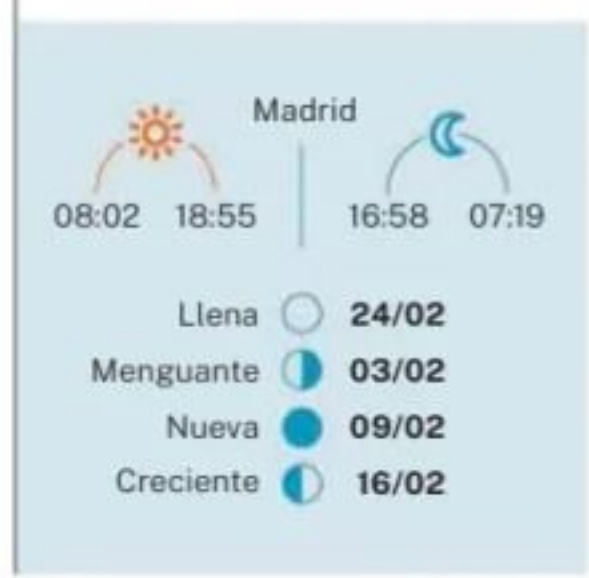 Madrid
08:02 18:55 16:58 07:19
Llena 24/02
Menguante 03/02
Nueva 09/02
Creciente 16/02